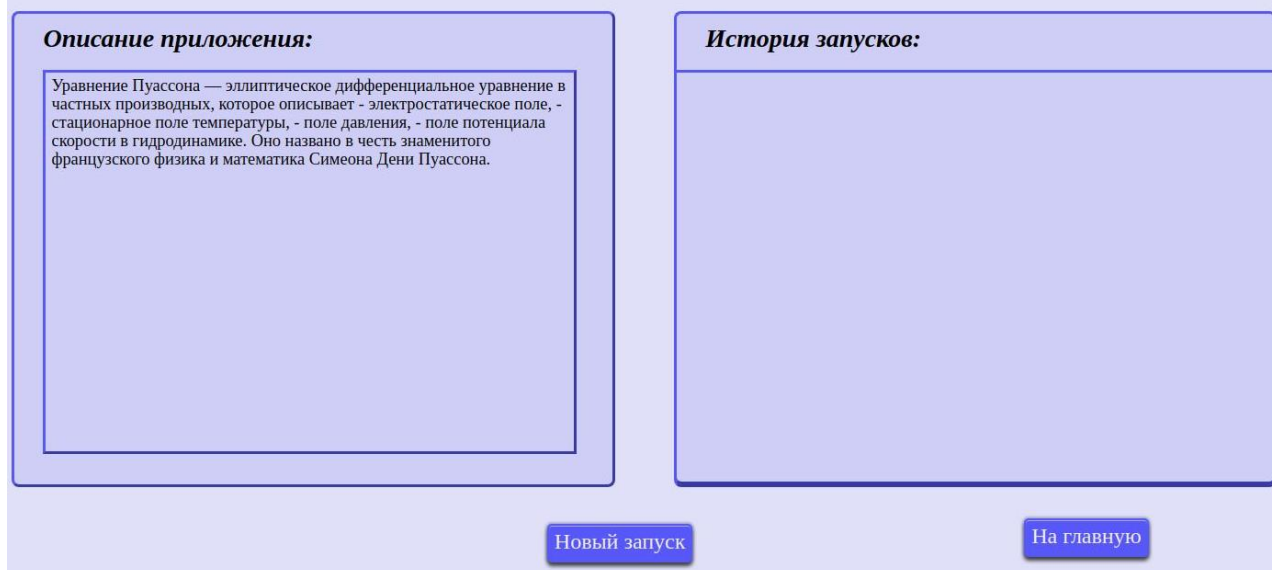 Описание приложения:
Уравнение Пуассона — эллиптическое дифференциальное уравнение в
частных производных, которое описывает - электростатическое поле, -
стационарное поле температуры, - поле давления, - поле потенциала
скорости в гидродинамике. Оно названо в честь знаменитого
французского физика и математика Симеона Дени Пуассона.
История запусков:
Новый запуск
На главную